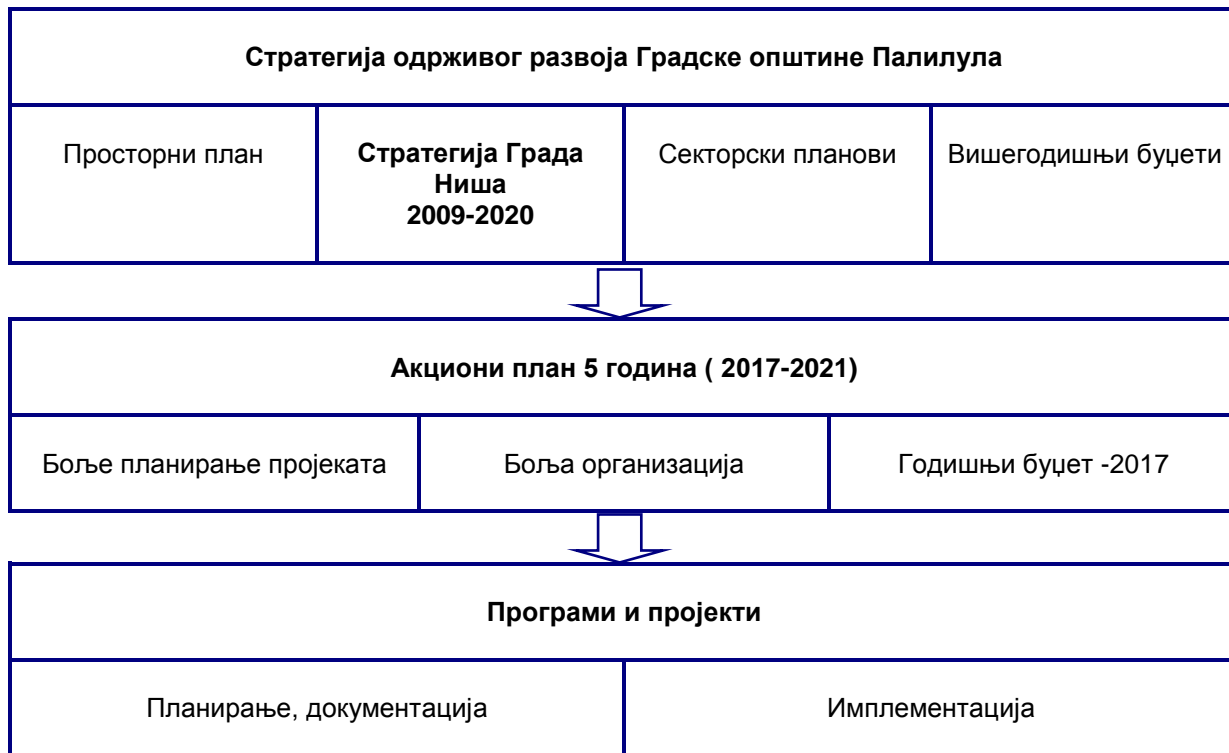 Стратегија одрживог развоја Градске општине Палилула
Просторни план
Стратегија Града
Ниша
2009-2020
Секторски планови
Вишегодишњи буџети
Акциони план 5 година ( 2017-2021)
Боље планирање пројеката
Боља организација
Годишњи буџет -2017
Програми и пројекти
Планирање, документација
Имплементација